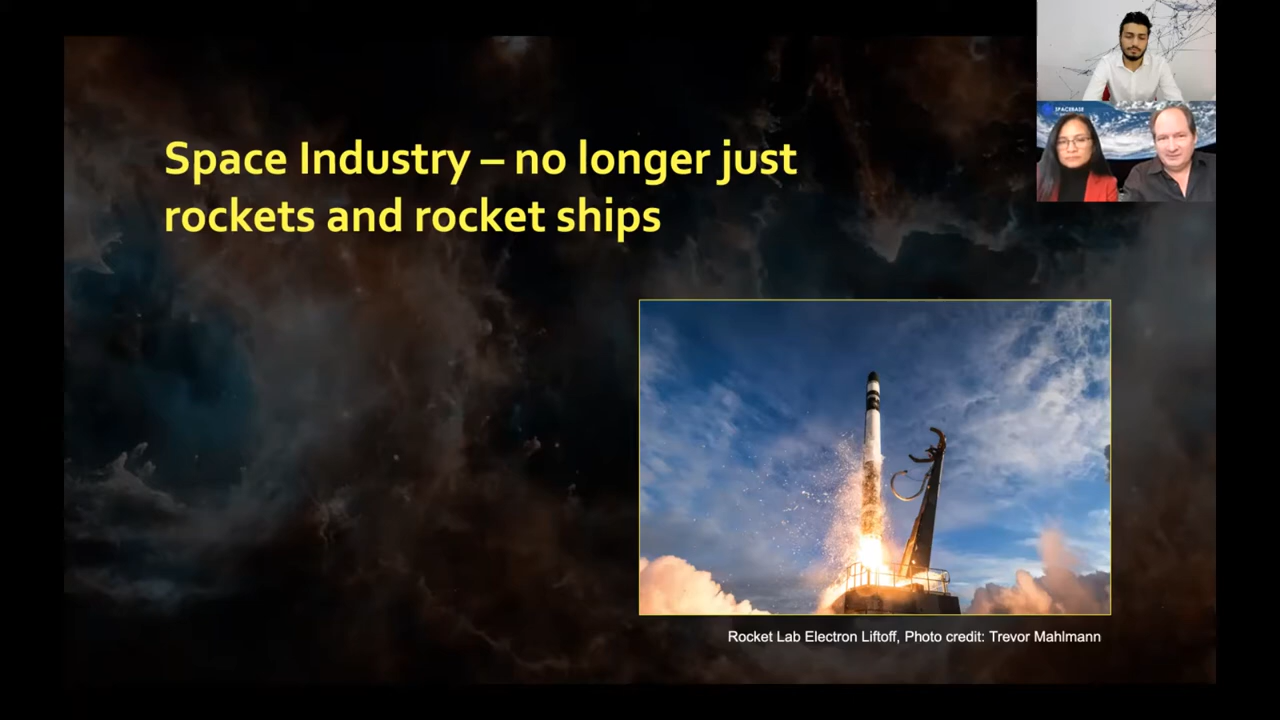 SPACEBASE
Space Industry – no longer just
rockets and rocket ships
Rocket Lab Electron Liftoff, Photo credit: Trevor Mahlmann